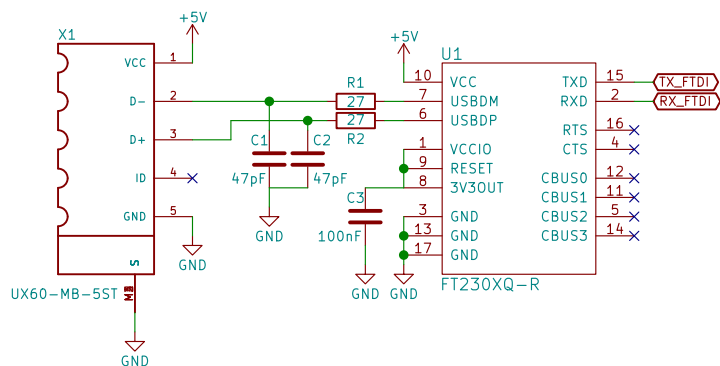 X1
+5V
VCC 1
D- 2
D+ 3
ID 4
GND 5
S
UX60-MB-5ST
GND
GND
C1
47pF
C2
47pF
GND
R1
27
27
R2
C3
100nF
GND
GND
+5V
U1
10 VCC
7 USBDM
6 USBDP
1 VCCIO
9 RESET
8 3V3OUT
3 GND
13 GND
17 GND
TXD 15 TX_FTDI
RXD 2 RX_FTDI
RTS 16
CTS 4
CBUS0 12
CBUS1 11
CBUS2 5
CBUS3 14
FT230XQ-R